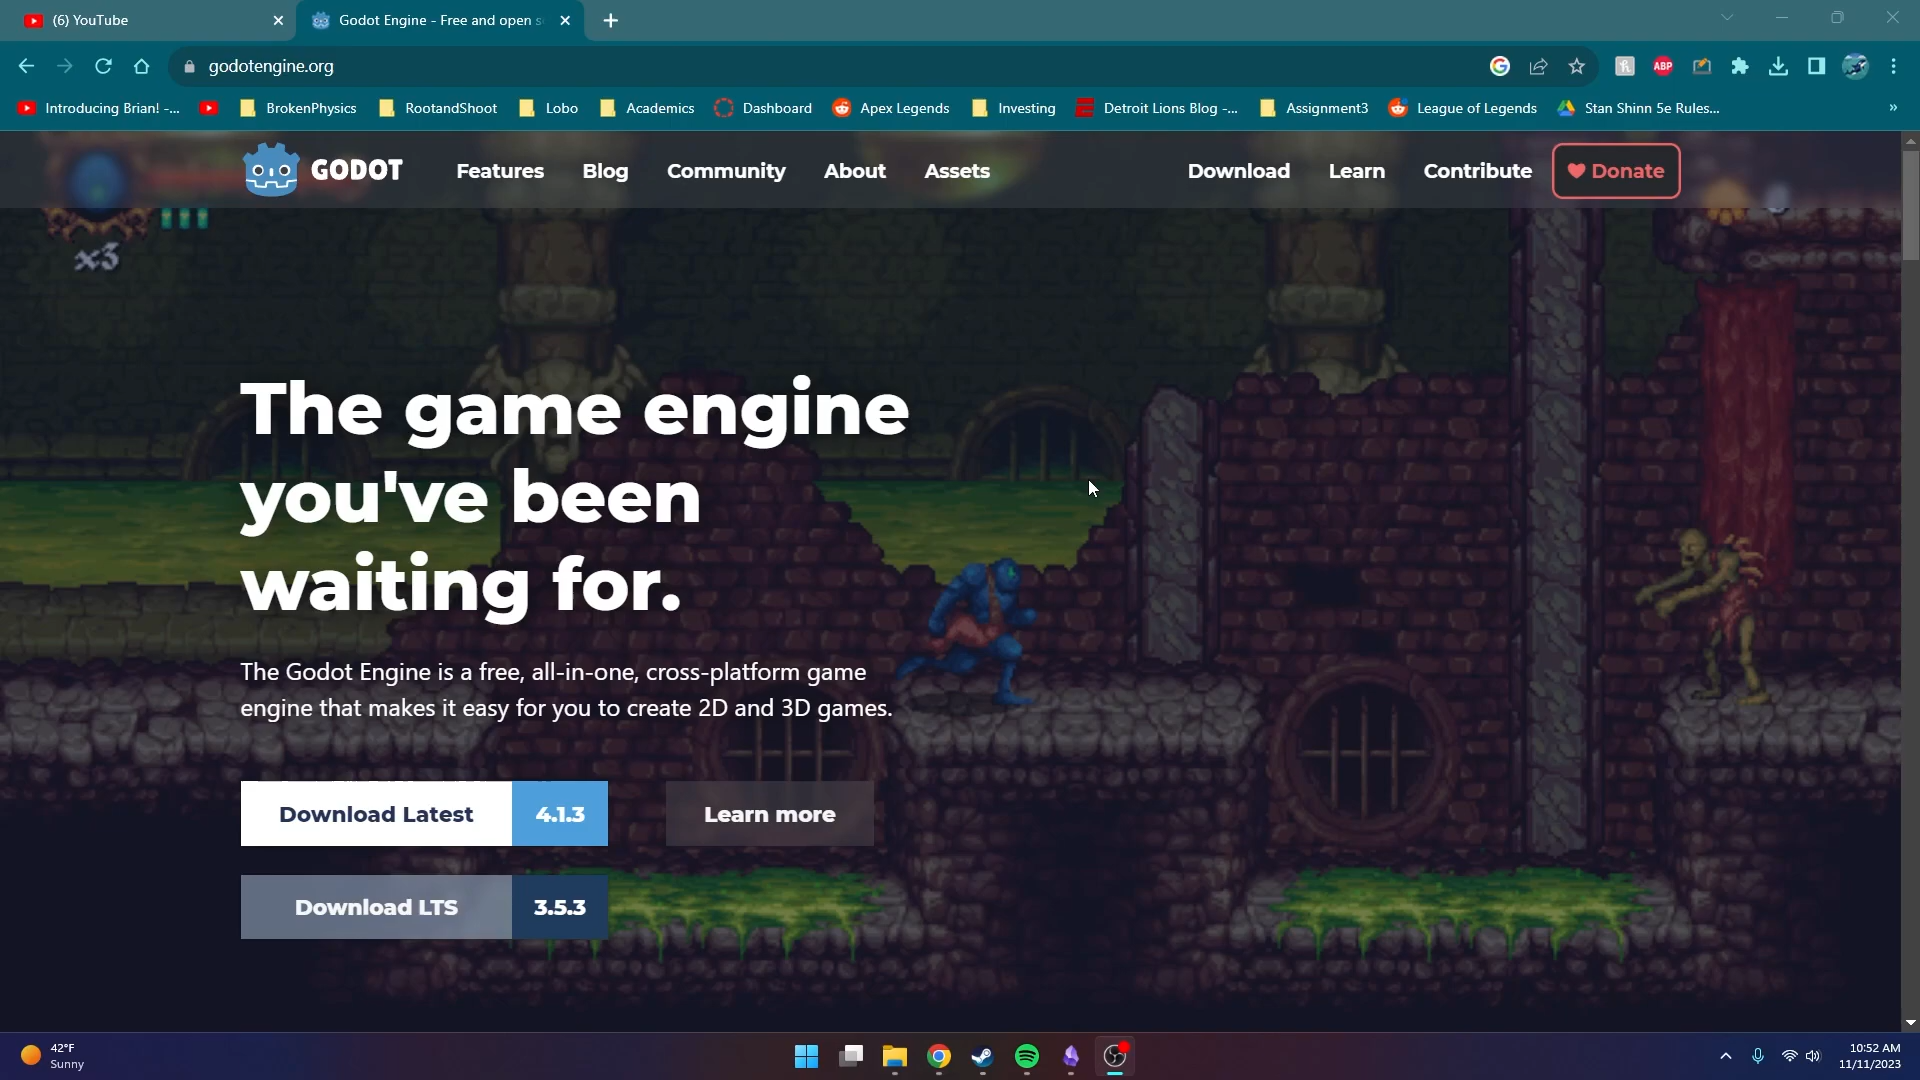 (6) YouTube
Godot Engine - Free and open s
godotengine.org
ABP
Introducing Brian! -... BrokenPhysics RootandShoot Lobo Academics Dashboard Apex Legends Investing Detroit Lions Blog -... Assignment3 League of Legends Stan Shinn 5e Rules... »
GODOT Features Blog Community About Assets Download Learn Contribute Donate
x3
The game engine
you've been
waiting for.
The Godot Engine is a free, all-in-one, cross-platform game
engine that makes it easy for you to create 2D and 3D games.
Download Latest 4.1.3 Learn more
Download LTS 3.5.3
42°F
Sunny
10:52 AM
11/11/2023